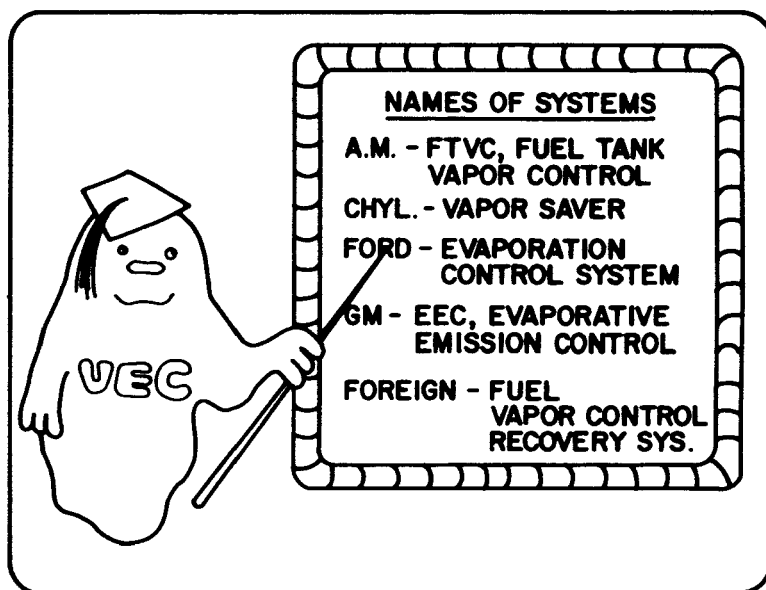 NAMES OF SYSTEMS
A.M. - FTVC, FUEL TANK
VAPOR CONTROL
CHYL. - VAPOR SAVER
FORD - EVAPORATION
CONTROL SYSTEM
GM - EEC, EVAPORATIVE
EMISSION CONTROL
FOREIGN - FUEL
VAPOR CONTROL
RECOVERY SYS.
VEC